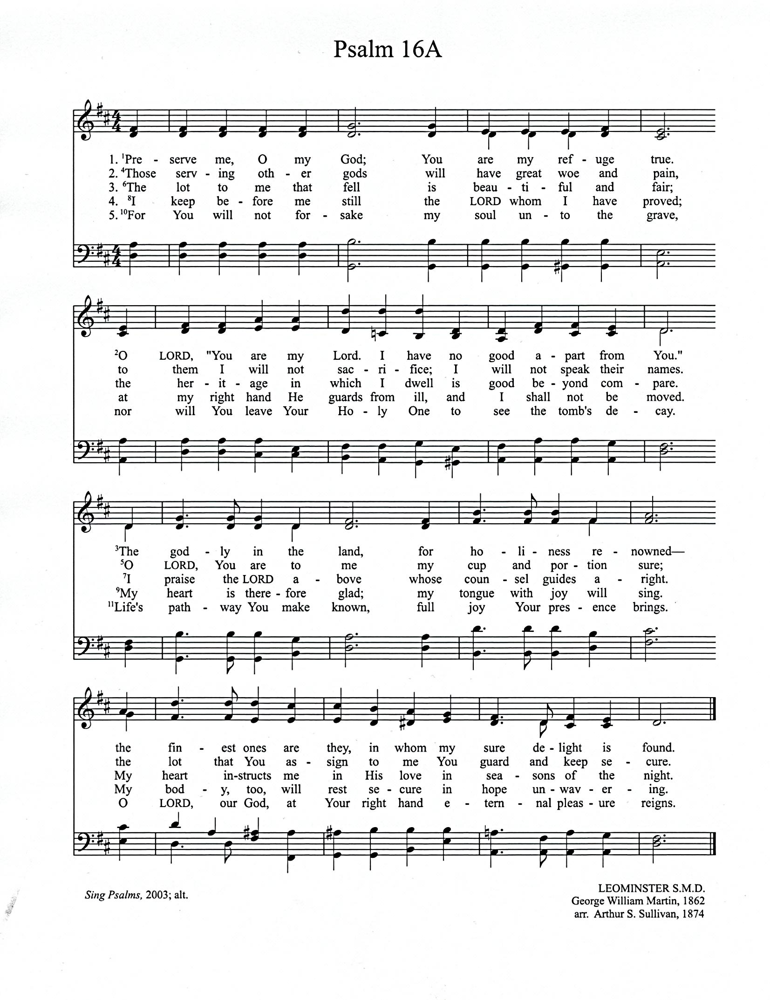 Psalm 16A
1. ¹Pre - serve me, O my God; You are my ref - uge true.
2. ⁴Those serv - ing oth - er gods will have great woe and pain,
3. ⁶The lot to me that fell is beau - ti - ful and fair;
4. ⁸I keep be - fore me still the LORD whom I have proved;
5. ¹⁰For You will not for - sake my soul un - to the grave,
²O LORD, "You are my Lord. I have no good a - part from You."
to them I will not sac - ri - fice; I will not speak their names.
the her - it - age in which I dwell is good be - yond com - pare.
at my right hand He guards from ill, and I shall not be moved.
nor will You leave Your Ho - ly One to see the tomb's de - cay.
³The god - ly in the land, for ho - li - ness re - nowned—
⁵O LORD, You are to me my cup and por - tion sure;
⁷I praise the LORD a - bove whose coun - sel guides a - right.
⁹My heart is there - fore glad; my tongue with joy will sing.
¹¹Life's path - way You make known, full joy Your pres - ence brings.
the fin - est ones are they, in whom my sure de - light is found.
the lot that You as - sign to me You guard and keep se - cure.
My heart in-structs me in His love in sea - sons of the night.
My bod - y, too, will rest se - cure in hope un - wav - er - ing.
O LORD, our God, at Your right hand e - tern - nal pleas - ure reigns.
Sing Psalms, 2003; alt.
LEOMINSTER S.M.D.
George William Martin, 1862
arr. Arthur S. Sullivan, 1874